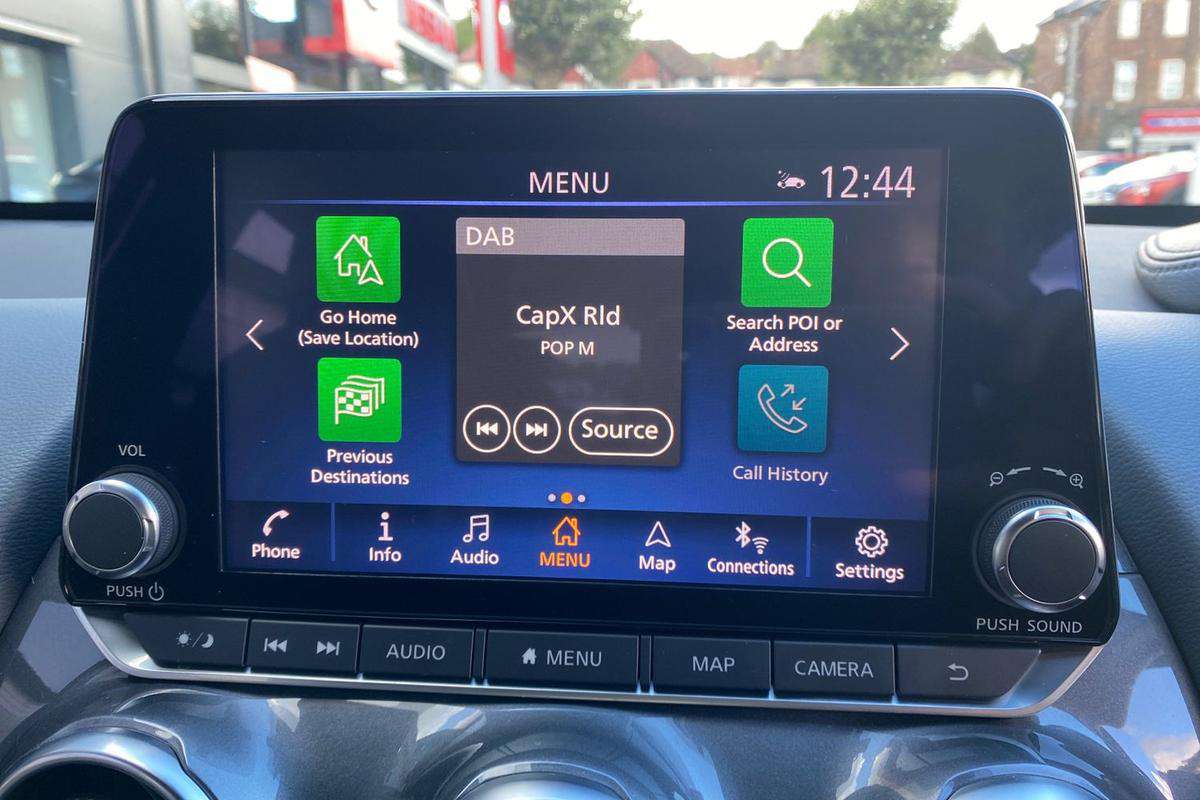 MENU
12:44
DAB
CapX Rld
POP M
Source
Go Home
(Save Location)
Previous
Destinations
Search POI or
Address
Call History
Phone
Info
Audio
MENU
Map
Connections
Settings
VOL
PUSH
PUSH SOUND
AUDIO
MENU
MAP
CAMERA